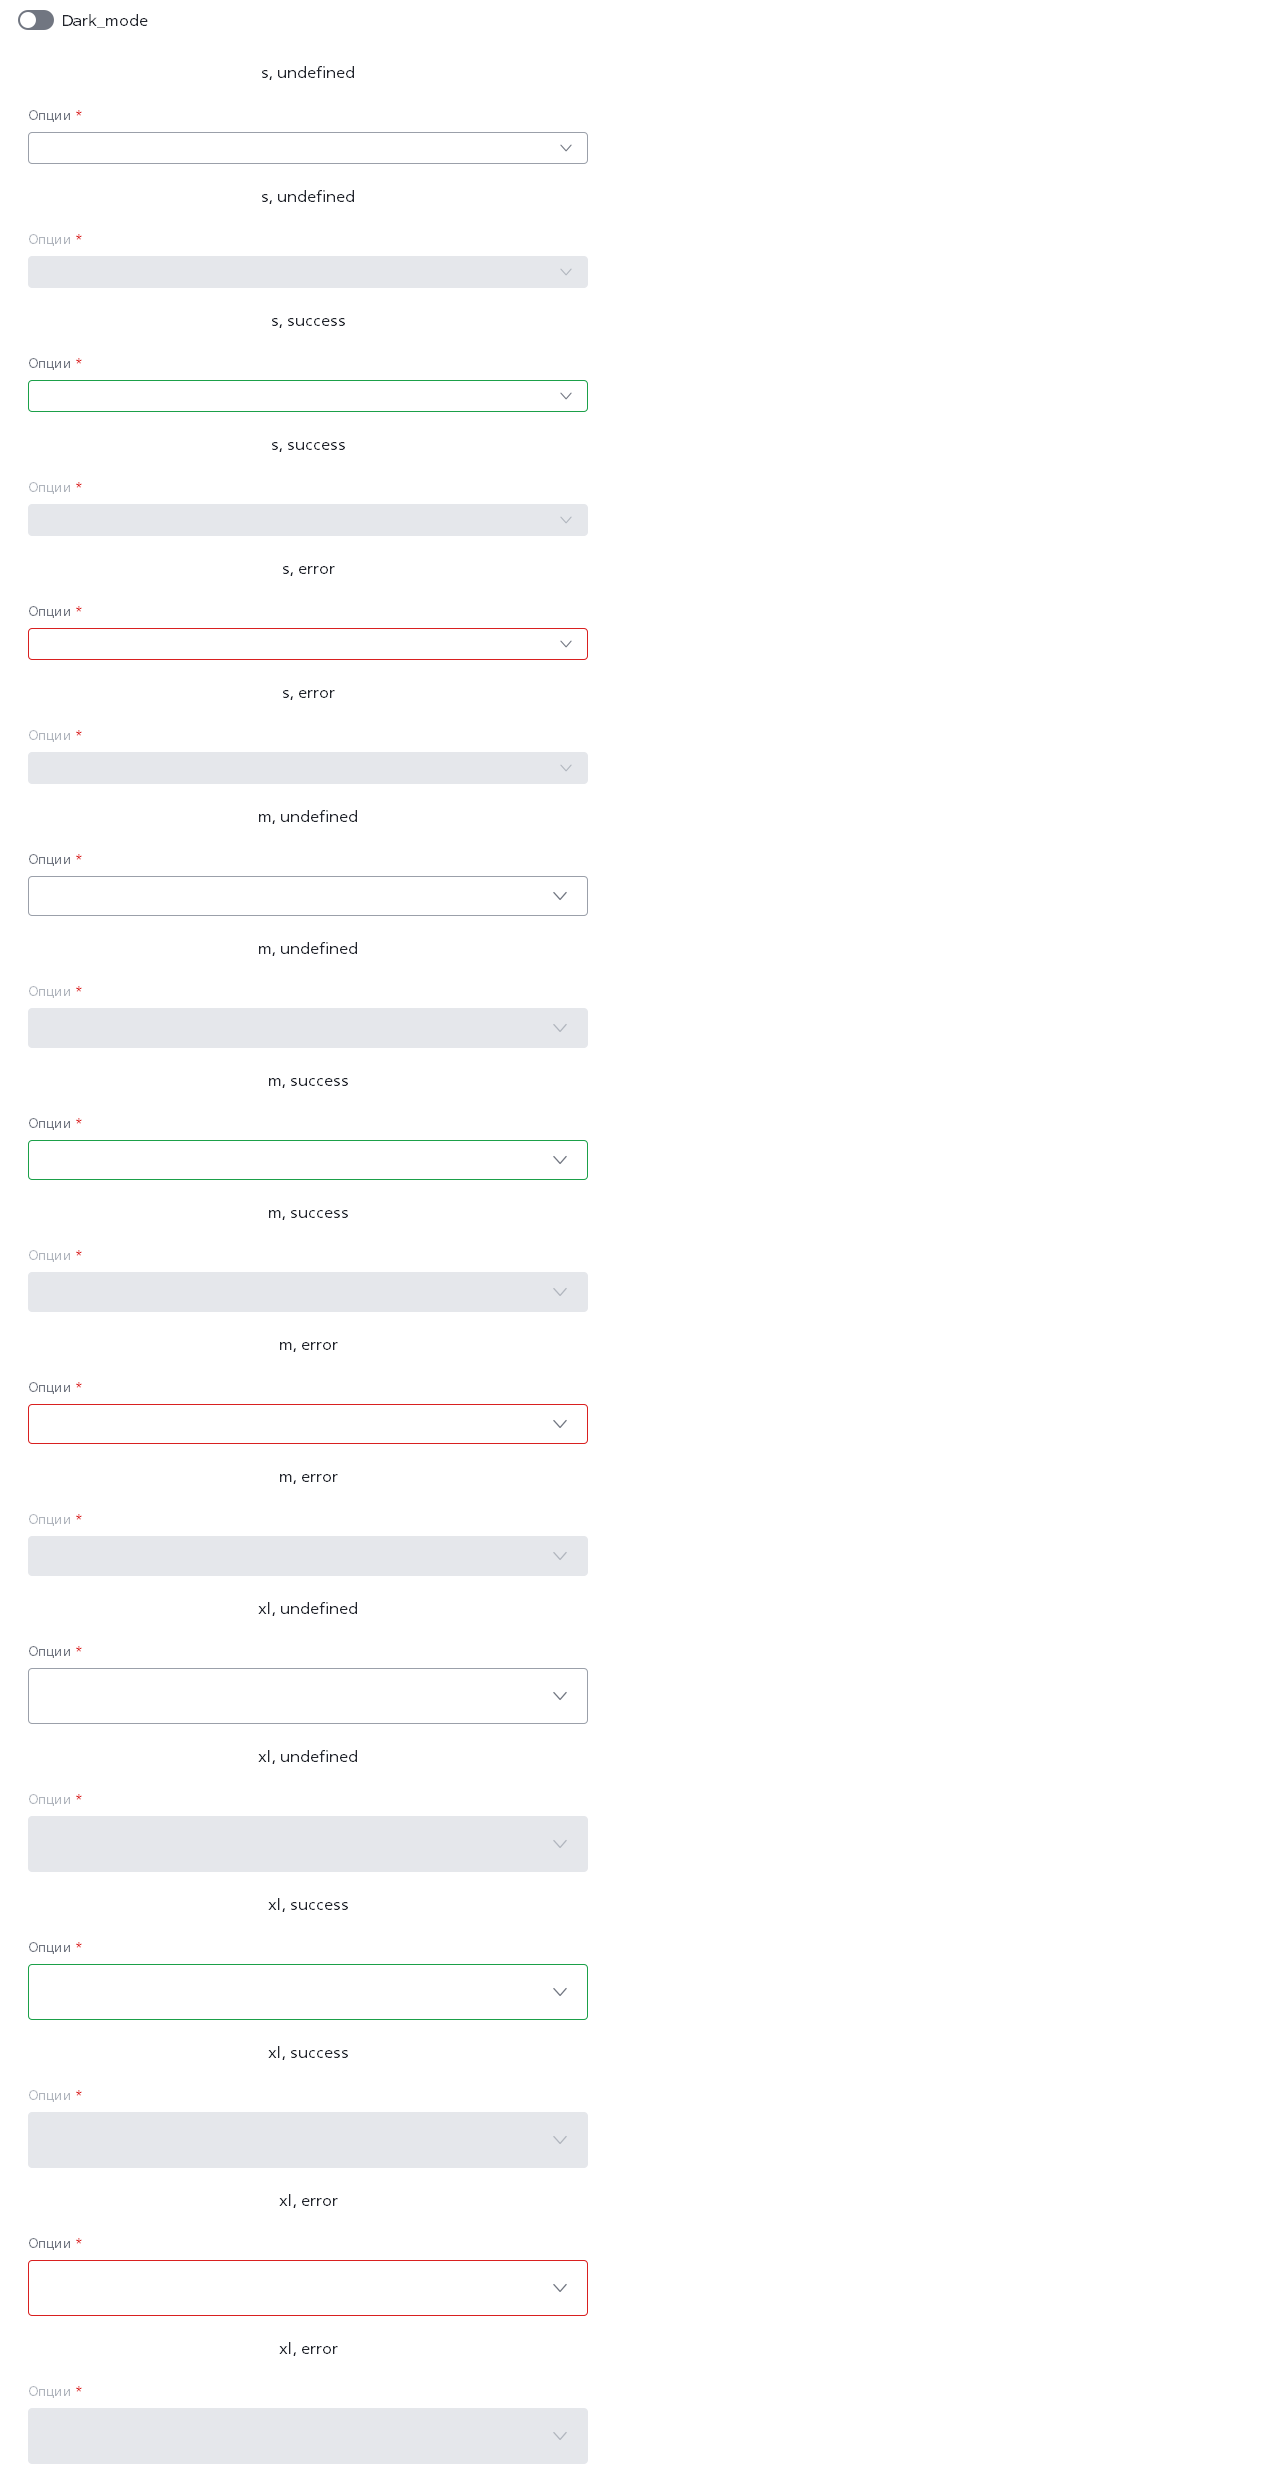 Dark_mode
s, undefined
Опции *
s, undefined
Опции *
s, success
Опции *
s, success
Опции *
s, error
Опции *
s, error
Опции *
m, undefined
Опции *
m, undefined
Опции *
m, success
Опции *
m, success
Опции *
m, error
Опции *
m, error
Опции *
xl, undefined
Опции *
xl, undefined
Опции *
xl, success
Опции *
xl, success
Опции *
xl, error
Опции *
xl, error
Опции *